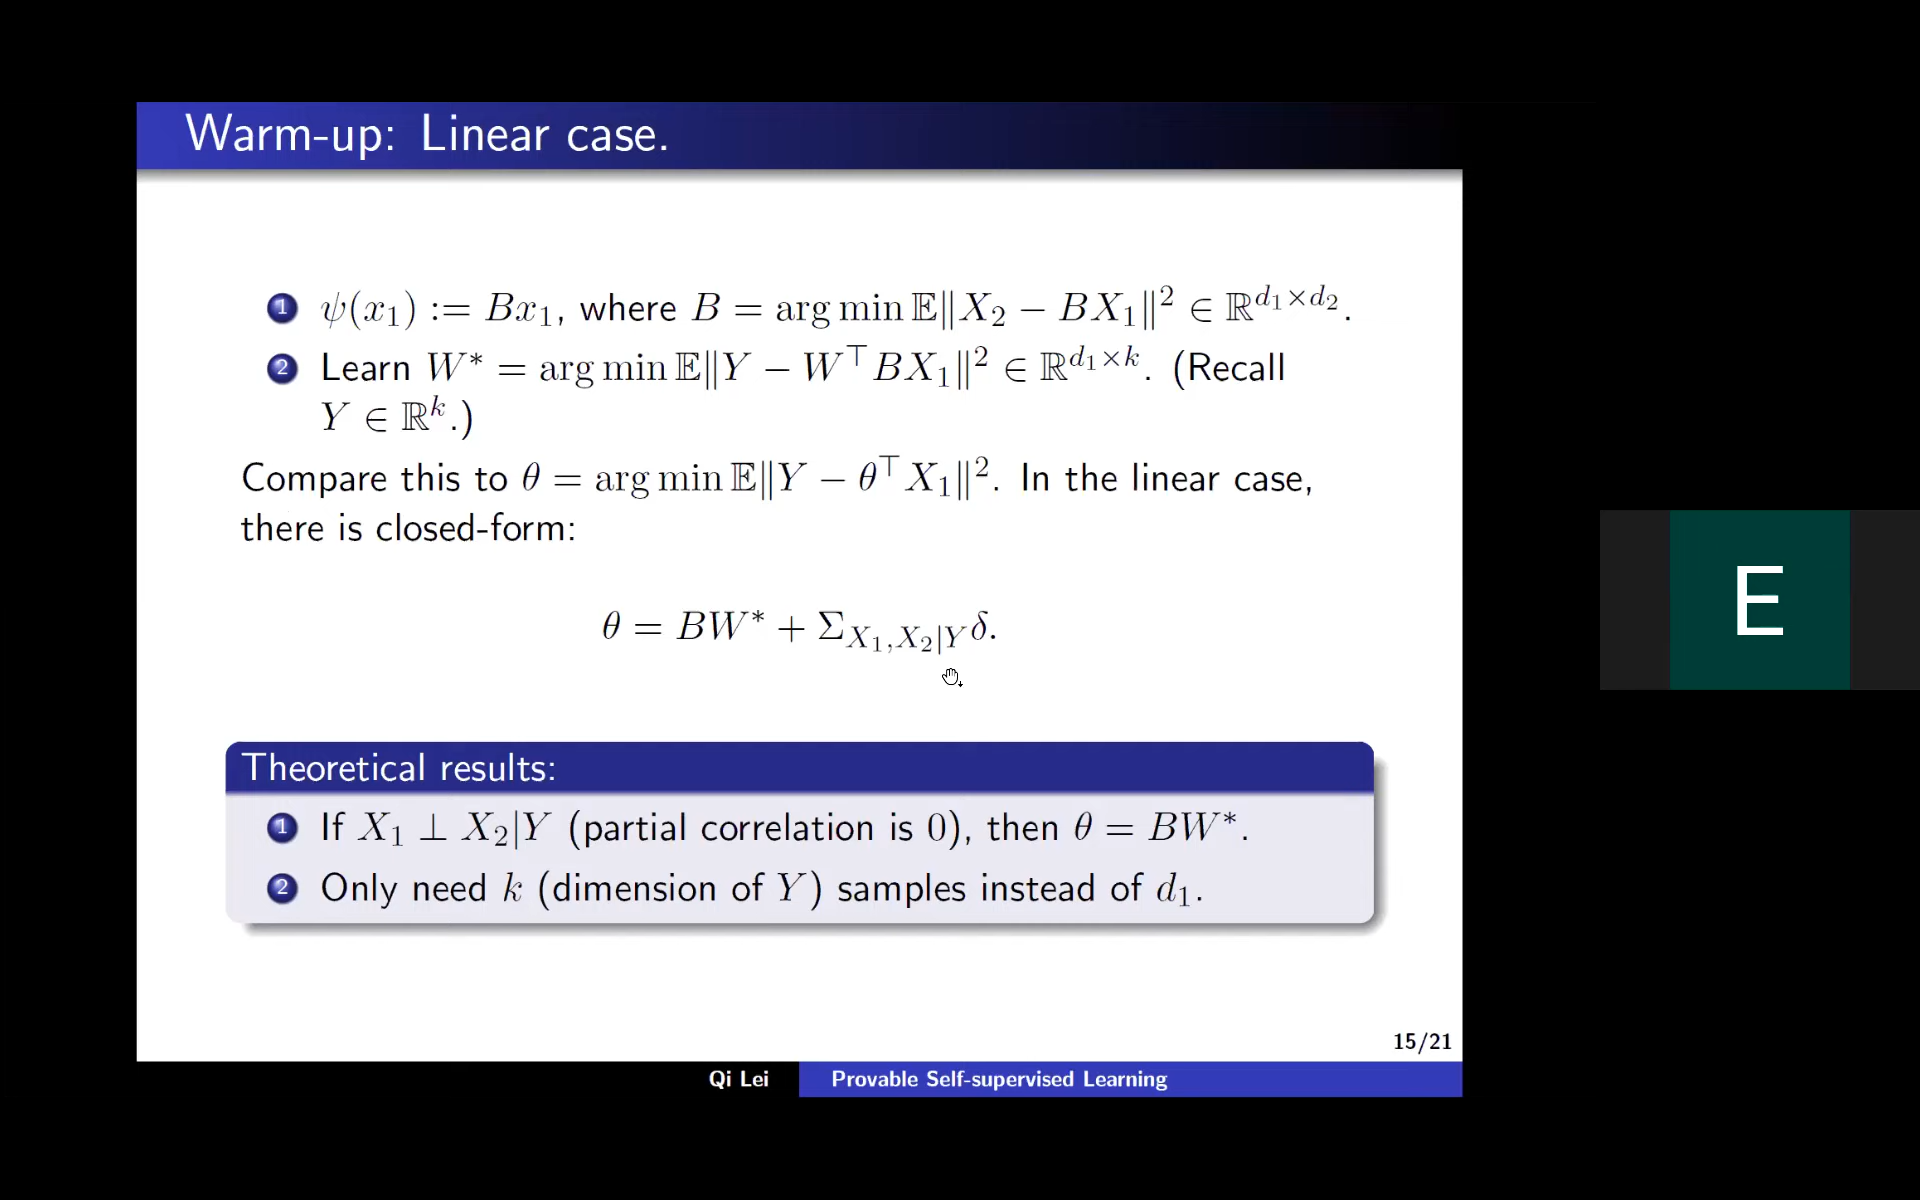 Warm-up: Linear case.
1 ψ(x₁) := Bx₁, where B = arg min 𝔼‖X₂ − BX₁‖² ∈ ℝ^{d₁×d₂}.
2 Learn W* = arg min 𝔼‖Y − W^⊤BX₁‖² ∈ ℝ^{d₁×k}. (Recall
Y ∈ ℝ^k.)
Compare this to θ = arg min 𝔼‖Y − θ^⊤X₁‖². In the linear case,
there is closed-form:
θ = BW* + Σ_{X₁,X₂|Y}δ.
E
Theoretical results:
1 If X₁ ⊥ X₂|Y (partial correlation is 0), then θ = BW*.
2 Only need k (dimension of Y) samples instead of d₁.
15/21
Qi Lei Provable Self-supervised Learning